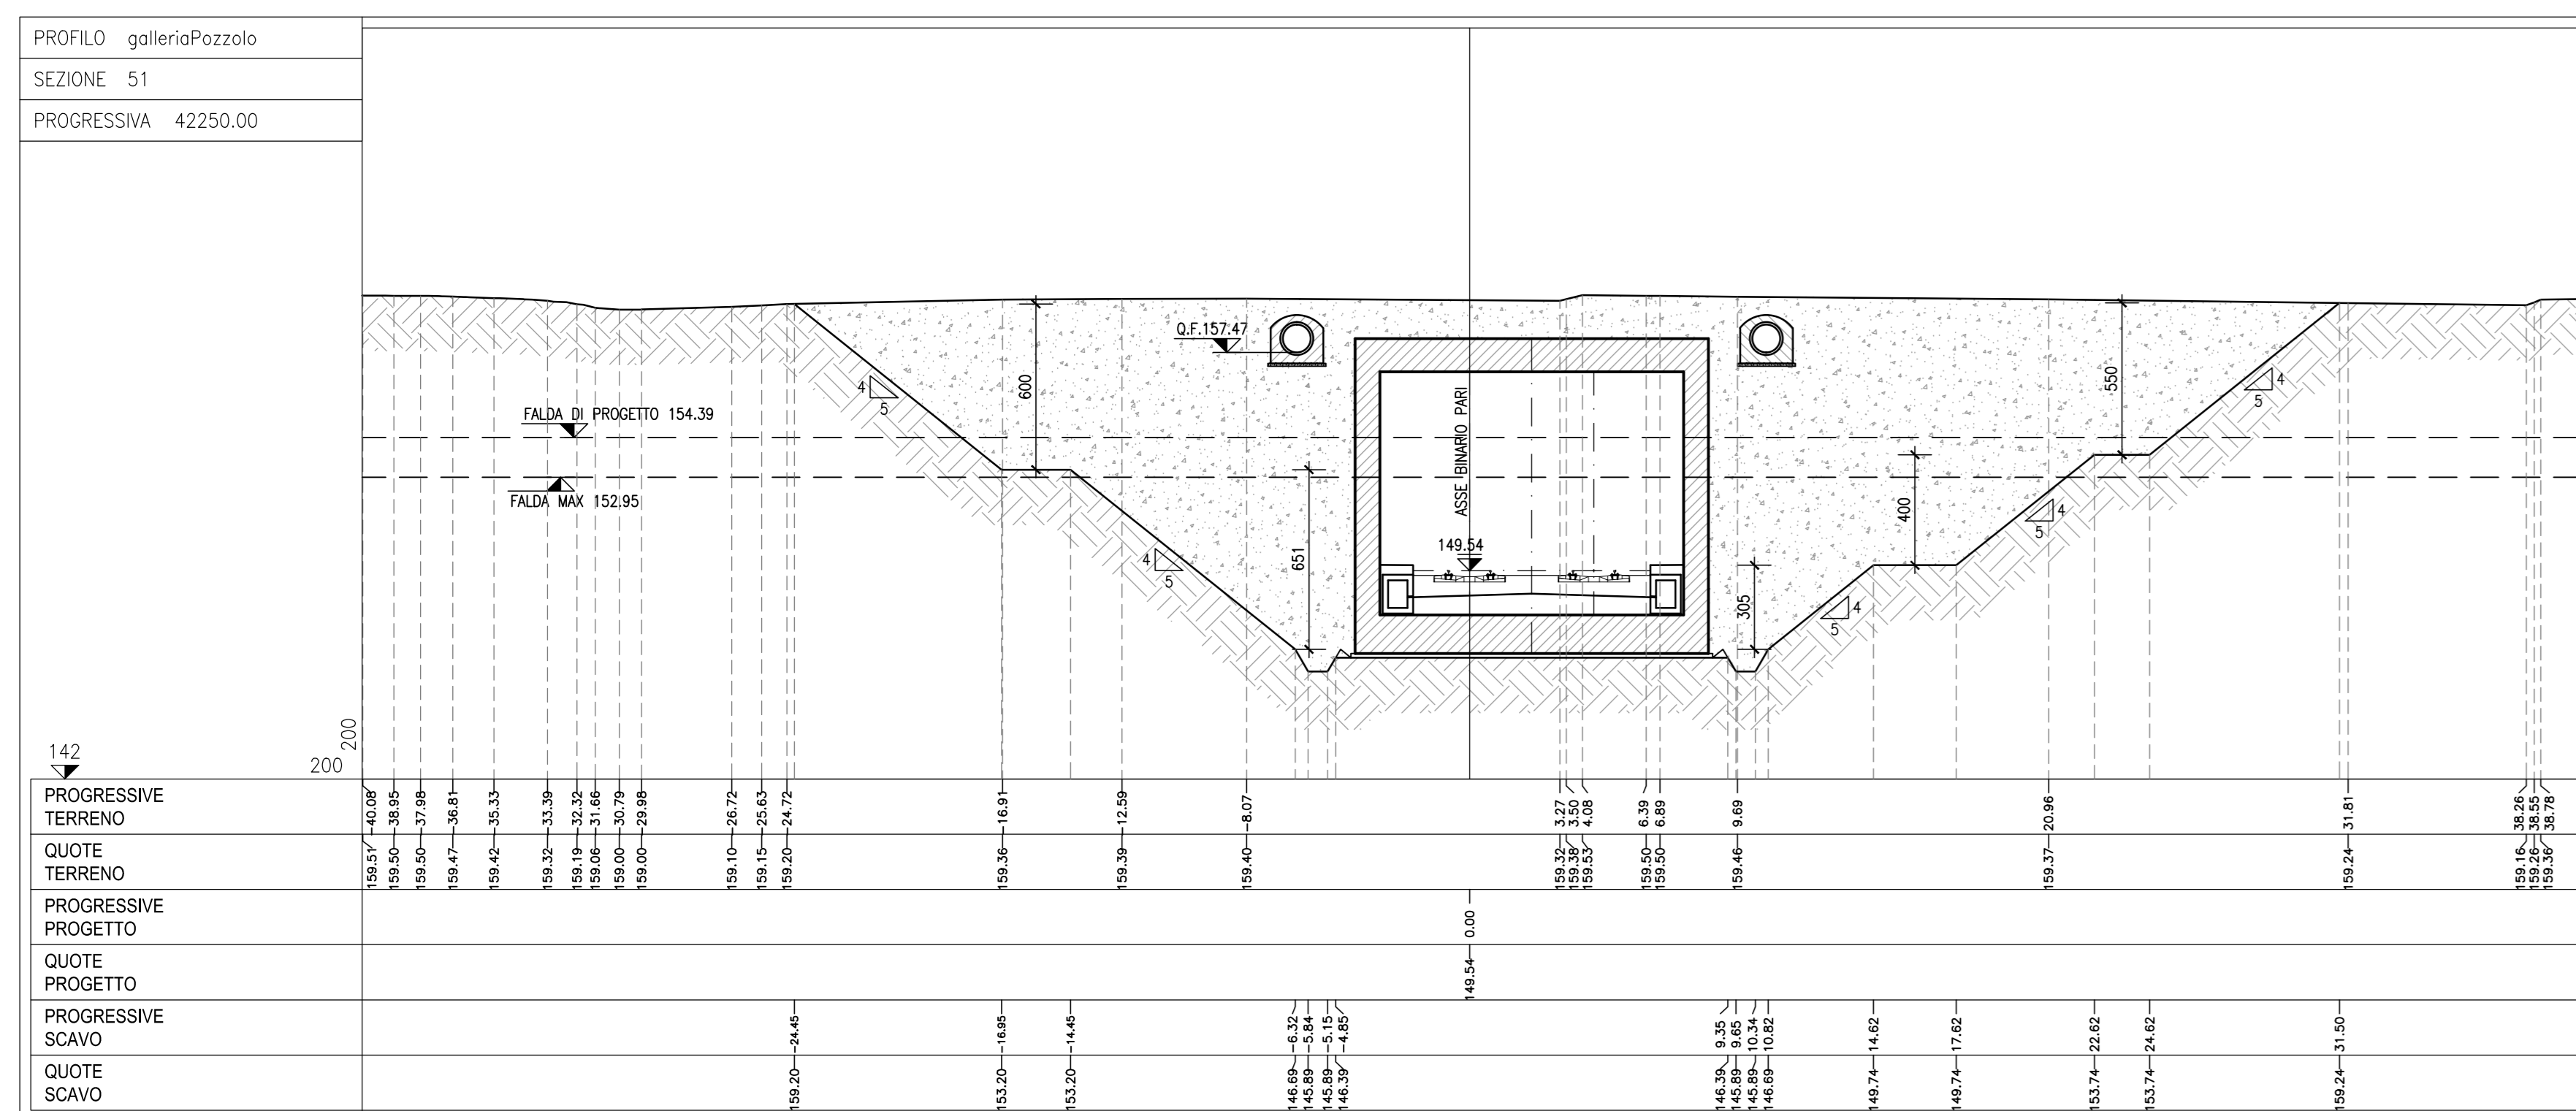 PROFILO galleriaPozzolo
SEZIONE 51
PROGRESSIVA 42250.00
Q.F.157.47
FALDA DI PROGETTO 154.39
FALDA MAX 152.95
600
651
4
5
4
5
ASSE BINARIO PARI
149.54
305
400
550
4
5
4
5
4
5
142
200
200
PROGRESSIVE
TERRENO
-40.08 -38.95 -37.98 -36.81 -35.33 -33.39 -32.32 -31.66 -30.79 -29.98 -26.72 -25.63 -24.72 -16.91 -12.59 -8.07 3.27 3.50 4.08 6.39 6.89 9.69 20.96 31.81 38.26 38.55 38.78
QUOTE
TERRENO
159.51 159.50 159.50 159.47 159.42 159.32 159.19 159.06 159.00 159.00 159.10 159.15 159.20 159.36 159.39 159.40 159.32 159.38 159.53 159.50 159.50 159.46 159.37 159.24 159.16 159.26 159.36
PROGRESSIVE
PROGETTO
0.00
QUOTE
PROGETTO
149.54
PROGRESSIVE
SCAVO
-24.45 -16.95 -14.45 -6.32 -5.84 -5.15 -4.85 9.35 9.65 10.34 10.82 14.62 17.62 22.62 24.62 31.50
QUOTE
SCAVO
159.20 153.20 153.20 146.69 145.89 145.89 146.39 146.39 145.89 145.89 146.69 149.74 149.74 153.74 153.74 159.24